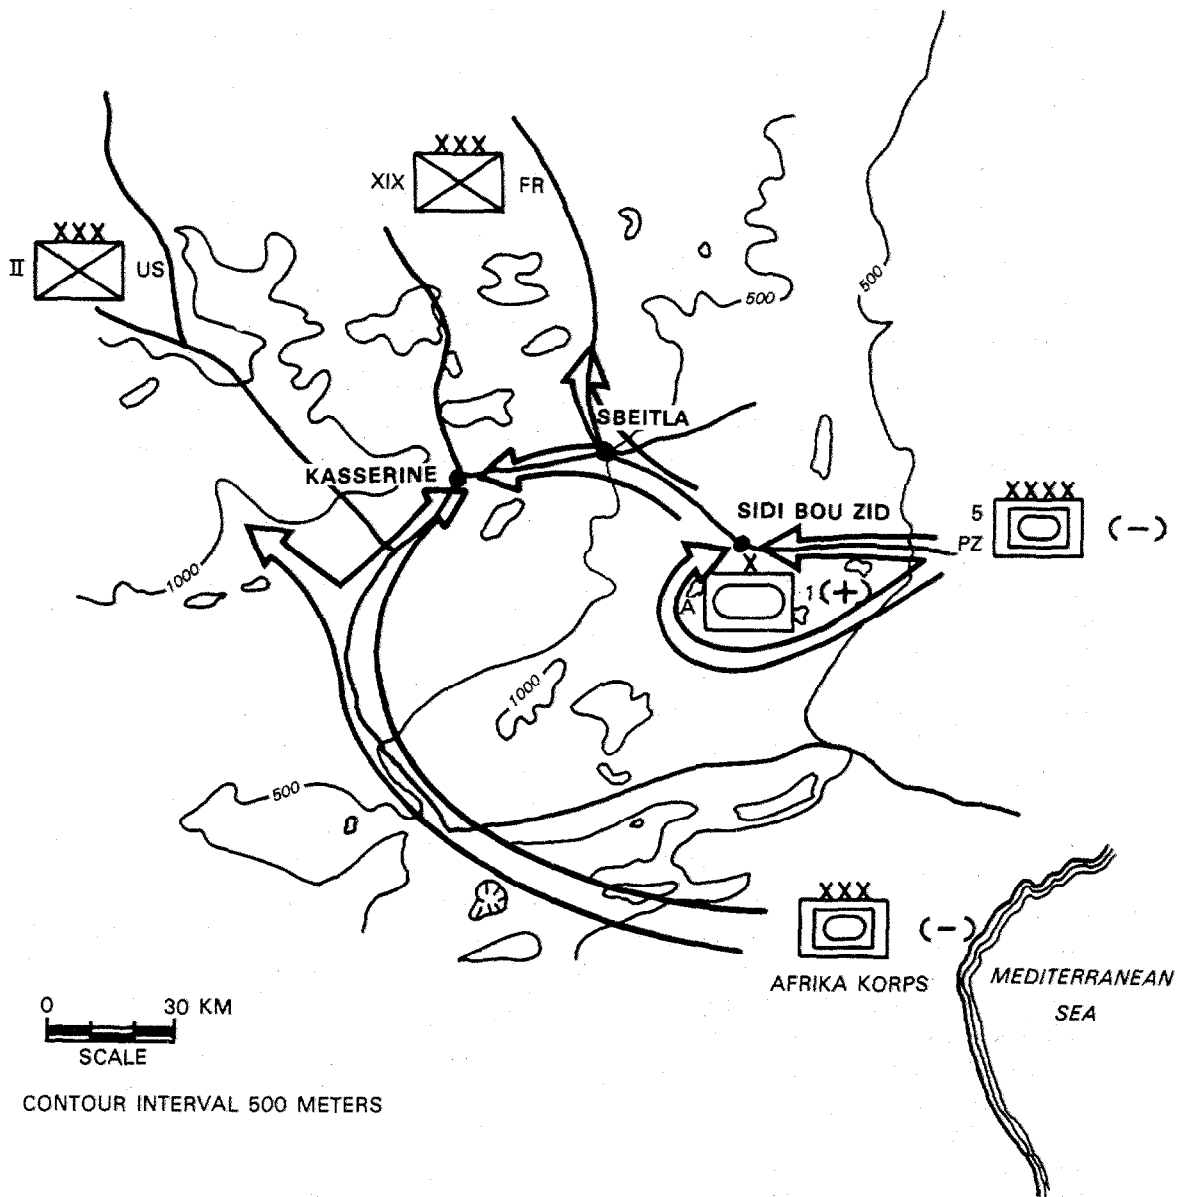 XXX
XIX FR
XXX
II US
500
500
SBEITLA
KASSERINE
XXXX
SIDI BOU ZID
5
PZ
(-)
X
1000
A
1(+)
1000
500
XXX
(-)
AFRIKA KORPS
MEDITERRANEAN
SEA
0 30 KM
SCALE
CONTOUR INTERVAL 500 METERS